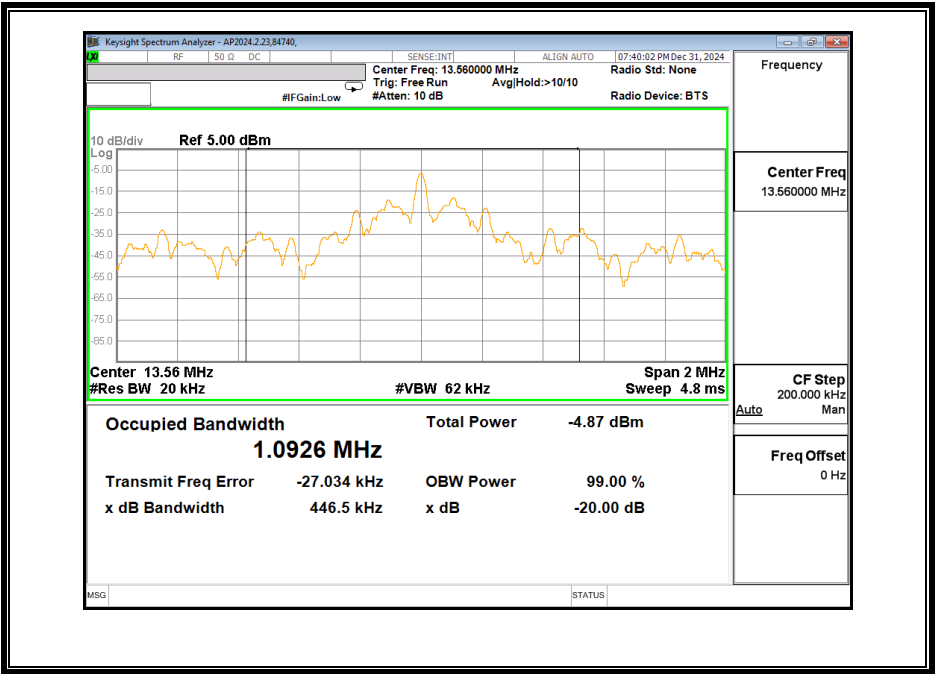 Keysight Spectrum Analyzer - AP2024.2.23,84740,
LXI RF 50 Ω DC SENSE:INT ALIGN AUTO 07:40:02 PM Dec 31, 2024
Center Freq: 13.560000 MHz Radio Std: None
Trig: Free Run Avg|Hold:>10/10
#IFGain:Low #Atten: 10 dB Radio Device: BTS
Frequency
10 dB/div Ref 5.00 dBm
Log
-5.00
-15.0
-25.0
-35.0
-45.0
-55.0
-65.0
-75.0
-85.0
Center 13.56 MHz Span 2 MHz
#Res BW 20 kHz #VBW 62 kHz Sweep 4.8 ms
Center Freq
13.560000 MHz
CF Step
200.000 kHz
Auto Man
Freq Offset
0 Hz
Occupied Bandwidth Total Power -4.87 dBm
1.0926 MHz
Transmit Freq Error -27.034 kHz OBW Power 99.00 %
x dB Bandwidth 446.5 kHz x dB -20.00 dB
MSG STATUS